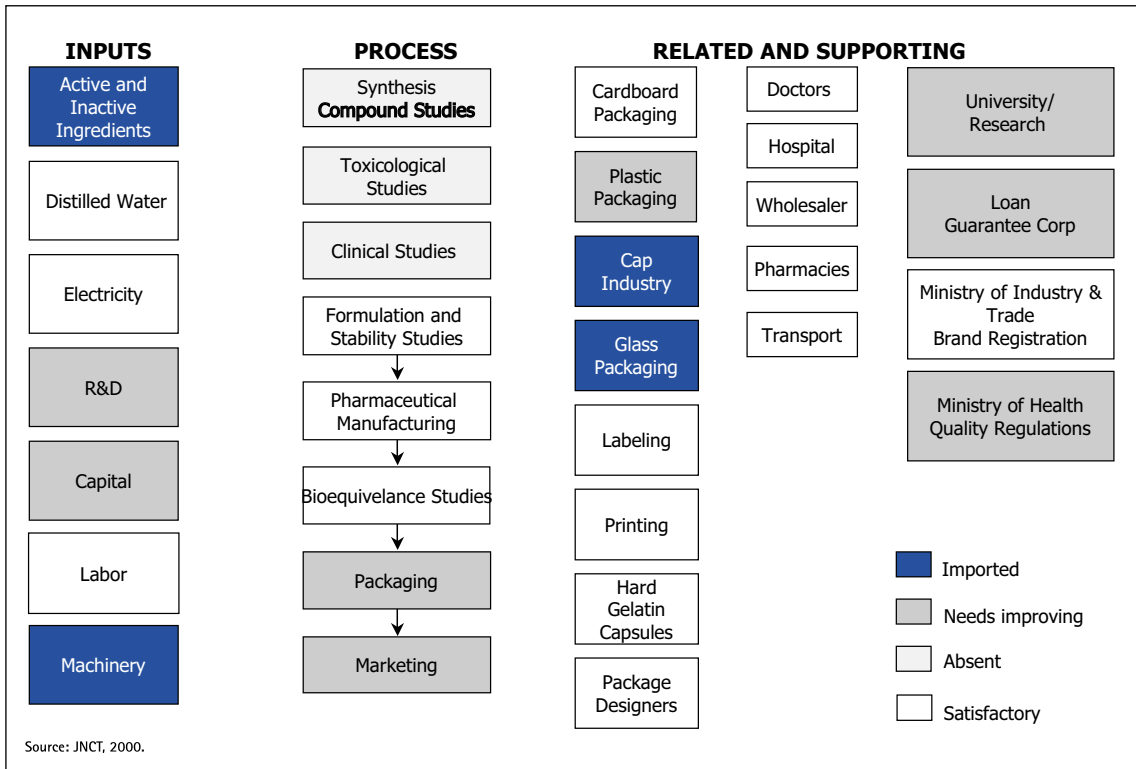 INPUTS
Active and
Inactive
Ingredients
Distilled Water
Electricity
R&D
Capital
Labor
Machinery
PROCESS
Synthesis
Compound Studies
Toxicological
Studies
Clinical Studies
Formulation and
Stability Studies
Pharmaceutical
Manufacturing
Bioequivelance Studies
Packaging
Marketing
RELATED AND SUPPORTING
Cardboard
Packaging
Plastic
Packaging
Cap
Industry
Glass
Packaging
Labeling
Printing
Hard
Gelatin
Capsules
Package
Designers
Doctors
Hospital
Wholesaler
Pharmacies
Transport
University/
Research
Loan
Guarantee Corp
Ministry of Industry &
Trade
Brand Registration
Ministry of Health
Quality Regulations
Imported
Needs improving
Absent
Satisfactory
Source: JNCT, 2000.